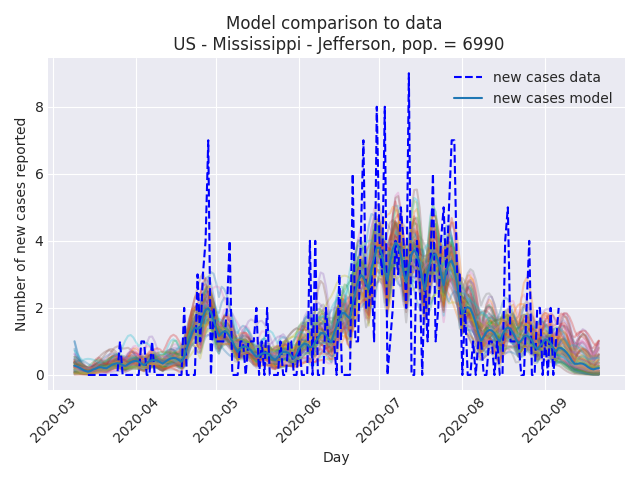 Model comparison to data
US - Mississippi - Jefferson, pop. = 6990
new cases data
new cases model
Number of new cases reported
8
6
4
2
0
2020-03
2020-04
2020-05
2020-06
2020-07
2020-08
2020-09
Day